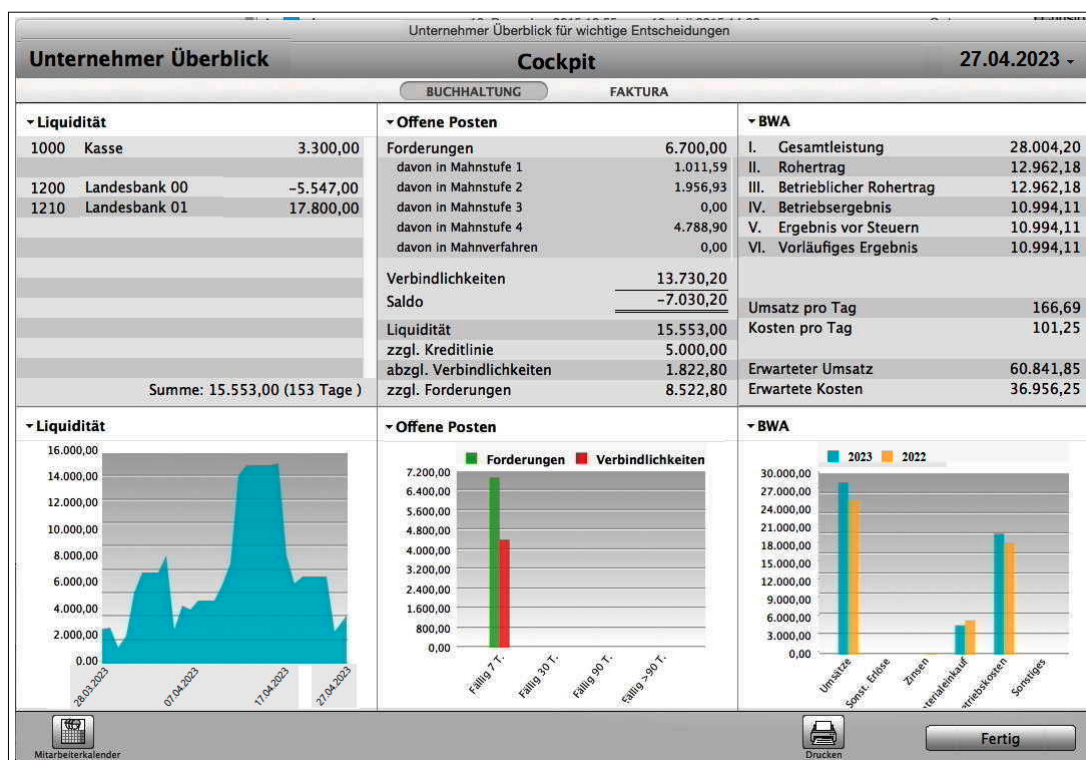 Unternehmer Überblick für wichtige Entscheidungen
Unternehmer Überblick
Cockpit
27.04.2023
BUCHHALTUNG FAKTURA
Liquidität
1000 Kasse 3.300,00
1200 Landesbank 00 −5.547,00
1210 Landesbank 01 17.800,00
Summe: 15.553,00 (153 Tage )
Offene Posten
Forderungen 6.700,00
davon in Mahnstufe 1 1.011,59
davon in Mahnstufe 2 1.956,93
davon in Mahnstufe 3 0,00
davon in Mahnstufe 4 4.788,90
davon in Mahnverfahren 0,00
Verbindlichkeiten 13.730,20
Saldo −7.030,20
Liquidität 15.553,00
zzgl. Kreditlinie 5.000,00
abzgl. Verbindlichkeiten 1.822,80
zzgl. Forderungen 8.522,80
BWA
I. Gesamtleistung 28.004,20
II. Rohertrag 12.962,18
III. Betrieblicher Rohertrag 12.962,18
IV. Betriebsergebnis 10.994,11
V. Ergebnis vor Steuern 10.994,11
VI. Vorläufiges Ergebnis 10.994,11
Umsatz pro Tag 166,69
Kosten pro Tag 101,25
Erwarteter Umsatz 60.841,85
Erwartete Kosten 36.956,25
Liquidität
16.000,00
14.000,00
12.000,00
10.000,00
8.000,00
6.000,00
4.000,00
2.000,00
0.00
28.03.2023
07.04.2023
17.04.2023
27.04.2023
Offene Posten
Forderungen Verbindlichkeiten
7.200,00
6.400,00
5.600,00
4.800,00
4.000,00
3.200,00
2.400,00
1.600,00
800,00
0,00
Fällig 7 T.
Fällig 30 T.
Fällig 90 T.
Fällig >90 T.
BWA
2023 2022
30.000,00
27.000,00
24.000,00
21.000,00
18.000,00
15.000,00
12.000,00
9.000,00
6.000,00
3.000,00
0,00
Umsätze
Sonst. Erlöse
Zinsen
aterialeinkauf
triebskosten
Sonstiges
Mitarbeiterkalender
Drucken
Fertig